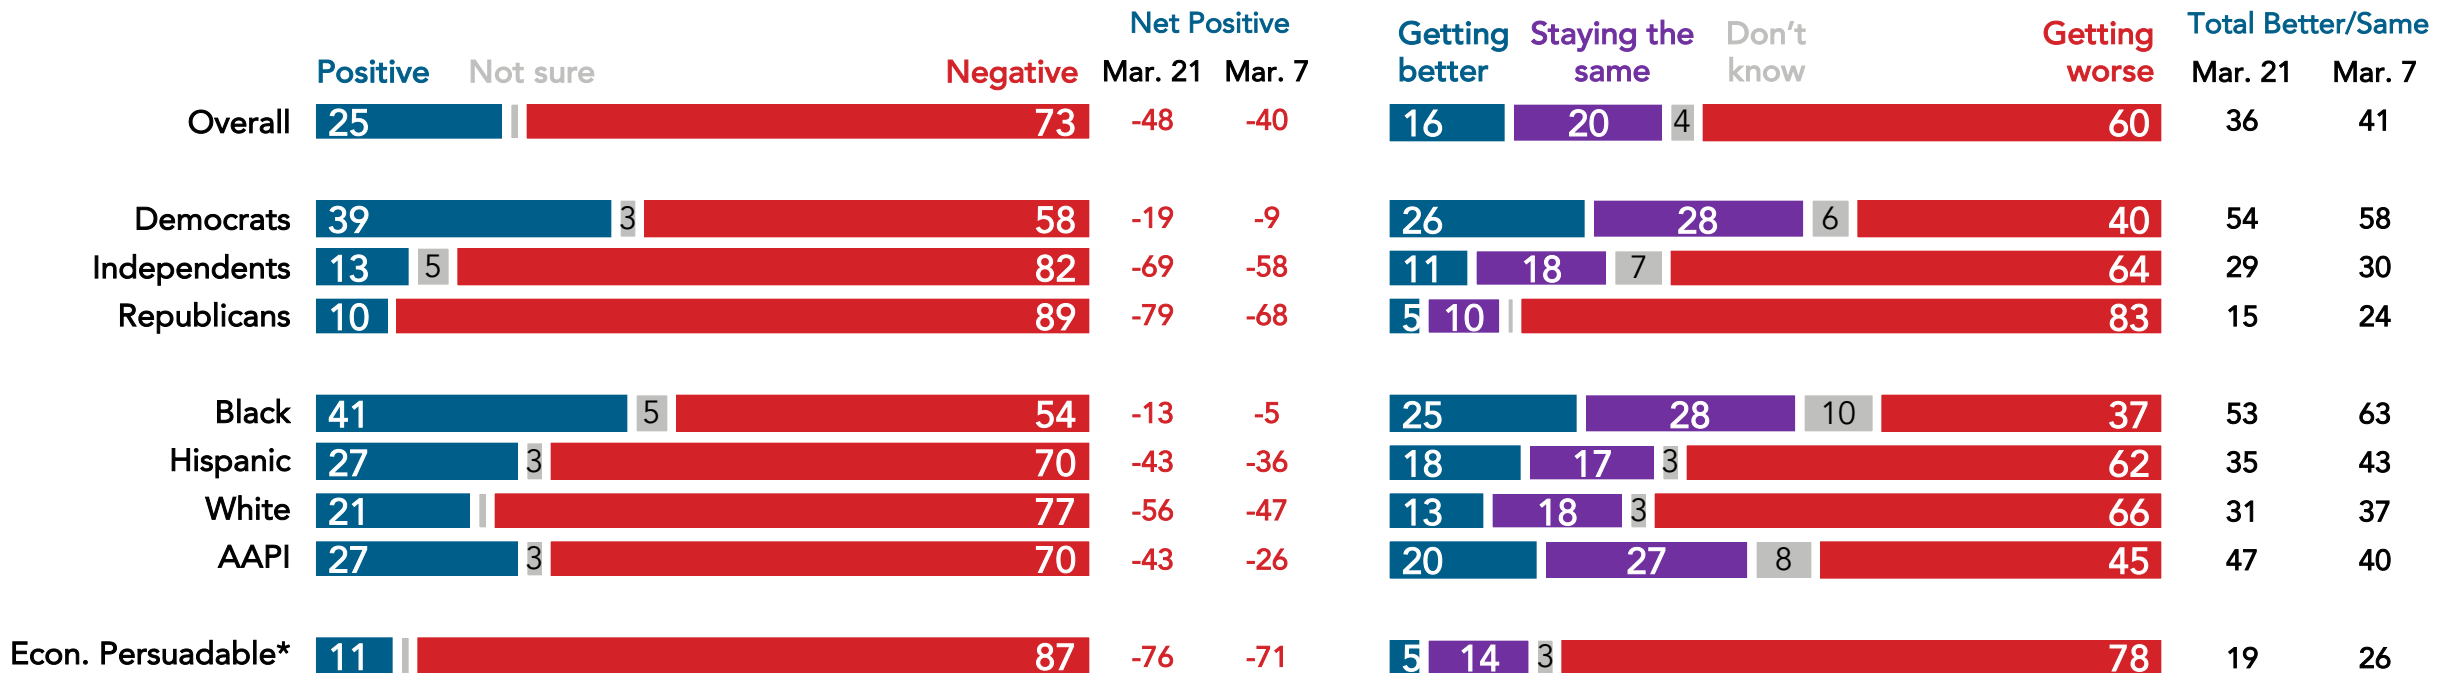 Net Positive
Positive Not sure Negative Mar. 21 Mar. 7
Getting better Staying the same Don't know Getting worse
Total Better/Same
Mar. 21 Mar. 7
Overall 25 73 -48 -40 16 20 4 60 36 41
Democrats 39 3 58 -19 -9 26 28 6 40 54 58
Independents 13 5 82 -69 -58 11 18 7 64 29 30
Republicans 10 89 -79 -68 5 10 83 15 24
Black 41 5 54 -13 -5 25 28 10 37 53 63
Hispanic 27 3 70 -43 -36 18 17 3 62 35 43
White 21 77 -56 -47 13 18 3 66 31 37
AAPI 27 3 70 -43 -26 20 27 8 45 47 40
Econ. Persuadable* 11 87 -76 -71 5 14 3 78 19 26